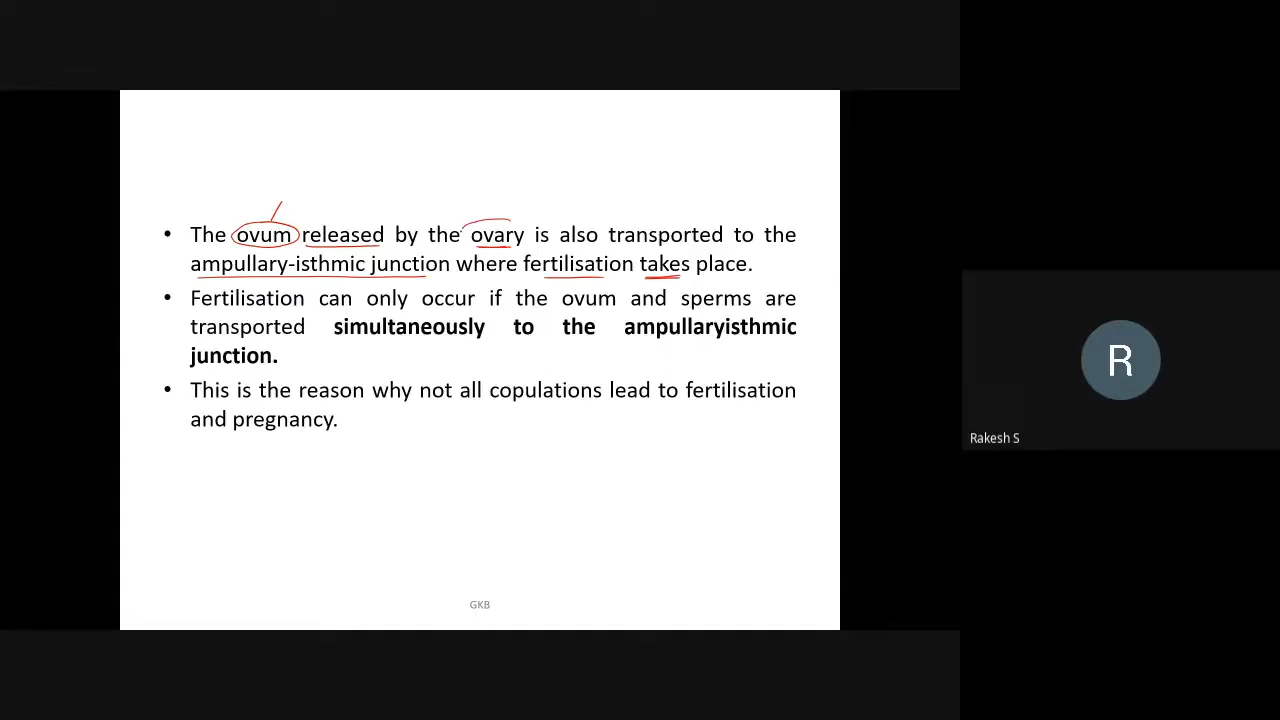 • The ovum released by the ovary is also transported to the
ampullary-isthmic junction where fertilisation takes place.
• Fertilisation can only occur if the ovum and sperms are
transported simultaneously to the ampullaryisthmic
junction.
• This is the reason why not all copulations lead to fertilisation
and pregnancy.
GKB
R
Rakesh S